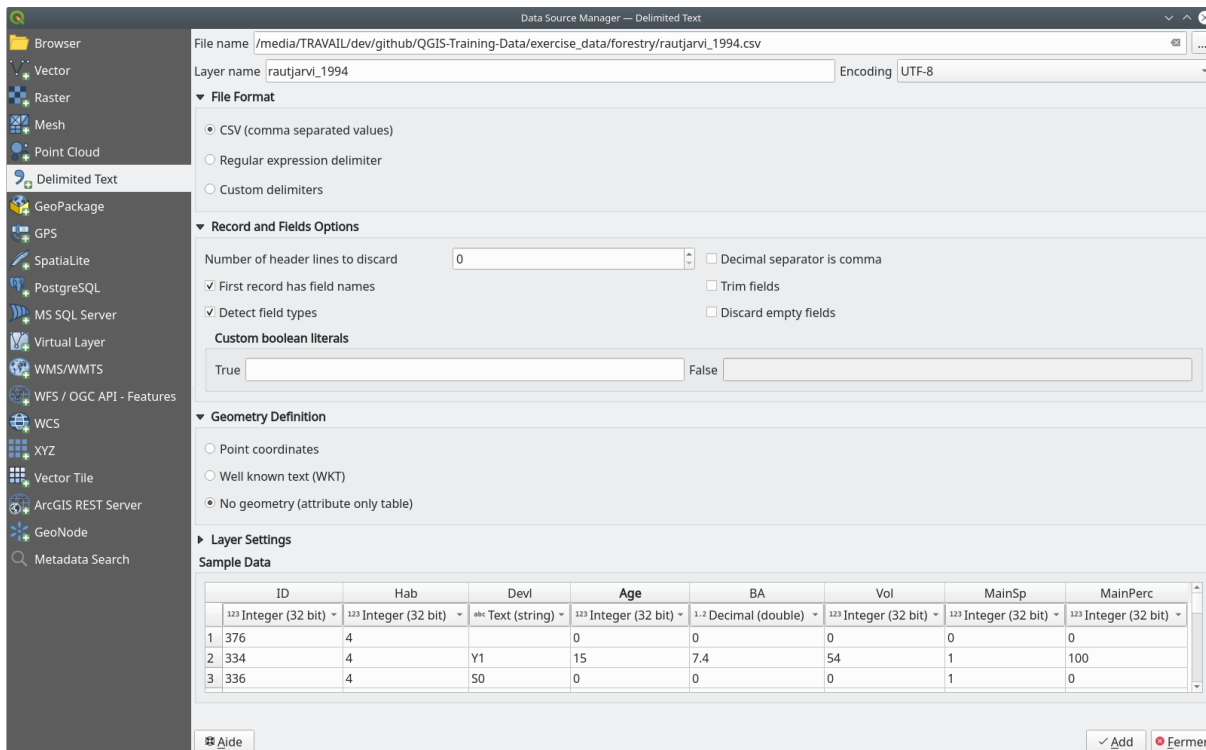 Data Source Manager — Delimited Text
Browser
Vector
Raster
Mesh
Point Cloud
Delimited Text
GeoPackage
GPS
SpatiaLite
PostgreSQL
MS SQL Server
Virtual Layer
WMS/WMTS
WFS / OGC API - Features
WCS
XYZ
Vector Tile
ArcGIS REST Server
GeoNode
Metadata Search
File name /media/TRAVAIL/dev/github/QGIS-Training-Data/exercise_data/forestry/rautjarvi_1994.csv ...
Layer name rautjarvi_1994 Encoding UTF-8
File Format
CSV (comma separated values)
Regular expression delimiter
Custom delimiters
Record and Fields Options
Number of header lines to discard 0 Decimal separator is comma
First record has field names Trim fields
Detect field types Discard empty fields
Custom boolean literals
True False
Geometry Definition
Point coordinates
Well known text (WKT)
No geometry (attribute only table)
Layer Settings
Sample Data
ID Hab Devl Age BA Vol MainSp MainPerc
123 Integer (32 bit) 123 Integer (32 bit) abc Text (string) 123 Integer (32 bit) 1.2 Decimal (double) 123 Integer (32 bit) 123 Integer (32 bit) 123 Integer (32 bit)
1 376 4 0 0 0 0 0
2 334 4 Y1 15 7.4 54 1 100
3 336 4 S0 0 0 0 1 0
Aide Add Fermer